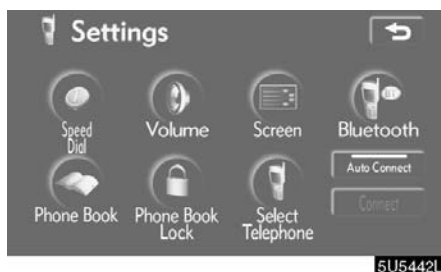 Settings
Speed
Dial
Volume
Screen
Bluetooth
Auto Connect
Phone Book
Phone Book
Lock
Select
Telephone
Connect
5U5442I